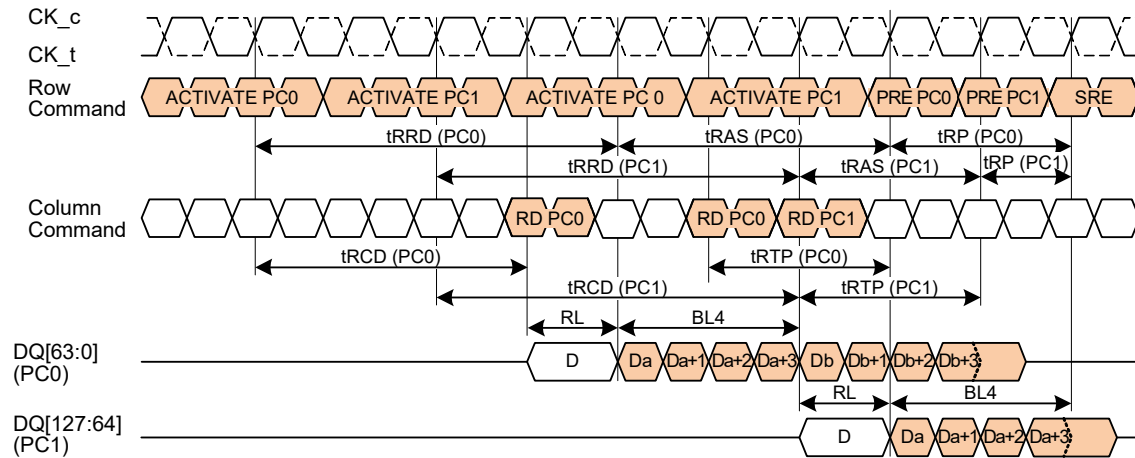 CK_c
CK_t
Row
Command
ACTIVATE PC0 ACTIVATE PC1 ACTIVATE PC 0 ACTIVATE PC1 PRE PC0 PRE PC1 SRE
tRRD (PC0) tRAS (PC0) tRP (PC0)
tRRD (PC1) tRAS (PC1) tRP (PC1)
Column
Command
RD PC0 RD PC0 RD PC1
tRCD (PC0) tRTP (PC0)
tRCD (PC1) tRTP (PC1)
RL BL4
DQ[63:0]
(PC0)
D Da Da+1 Da+2 Da+3 Db Db+1 Db+2 Db+3
RL BL4
DQ[127:64]
(PC1)
D Da Da+1 Da+2 Da+3